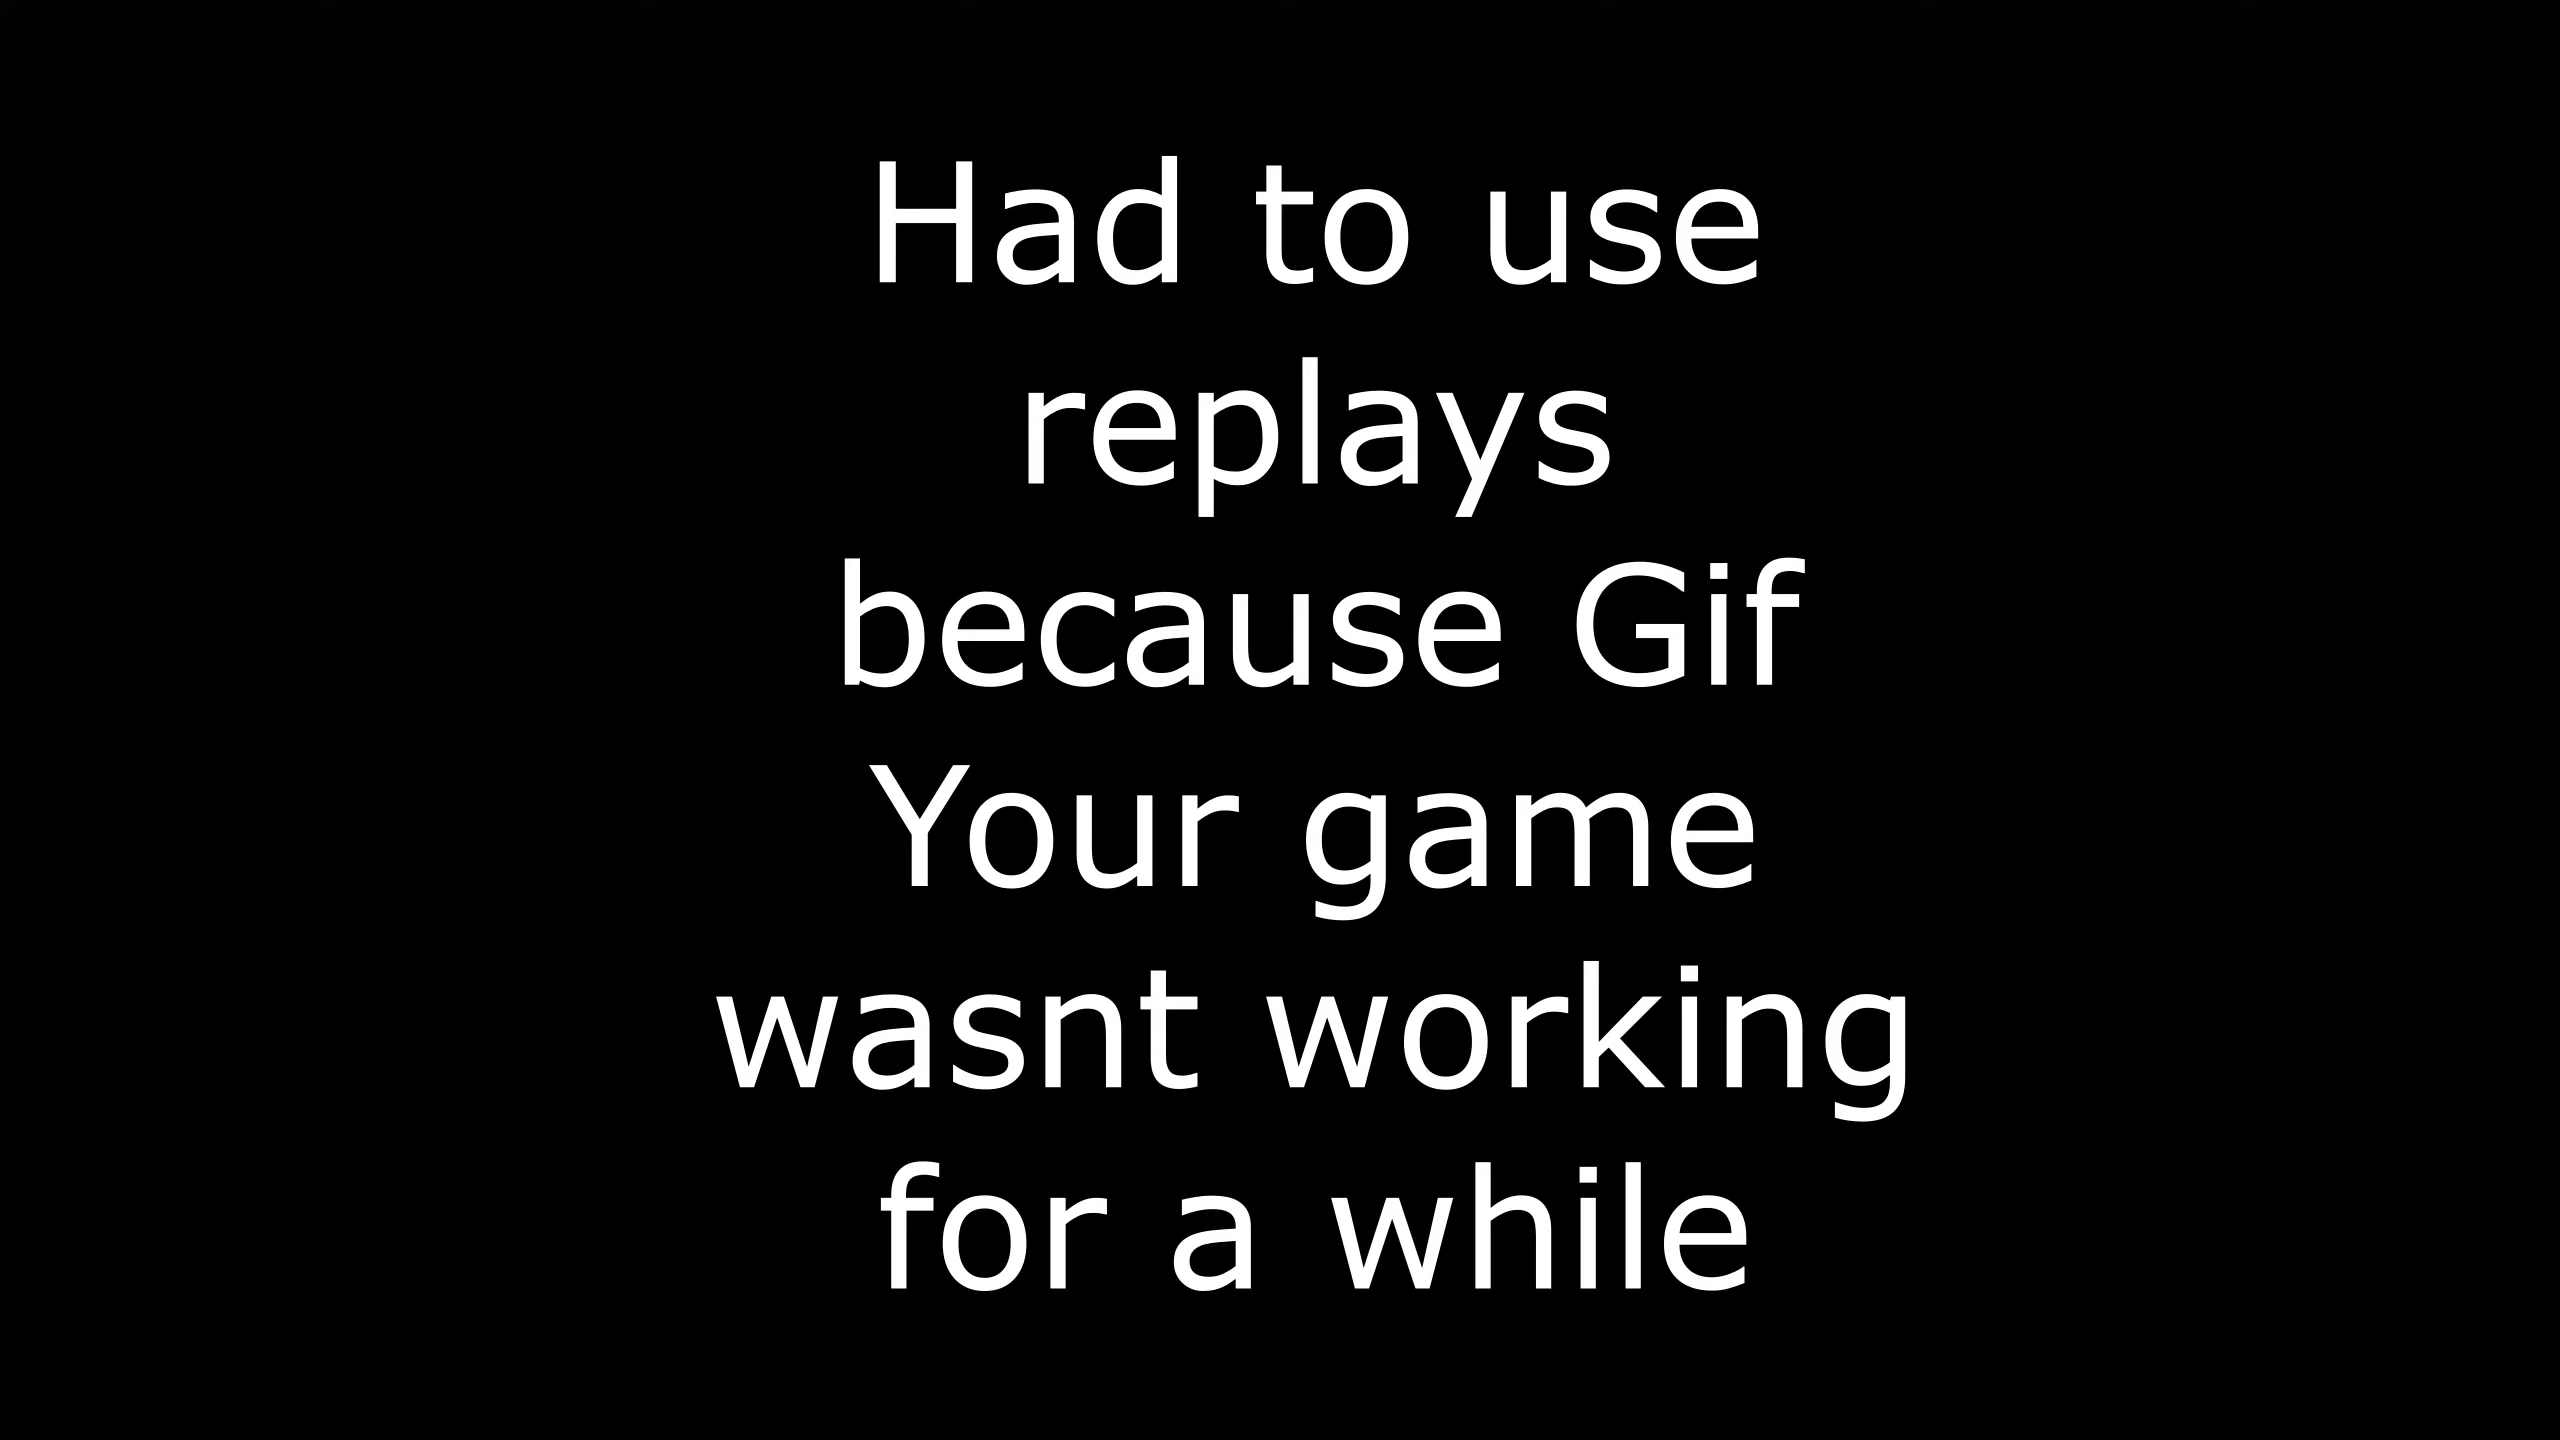 Had to use
replays
because Gif
Your game
wasnt working
for a while